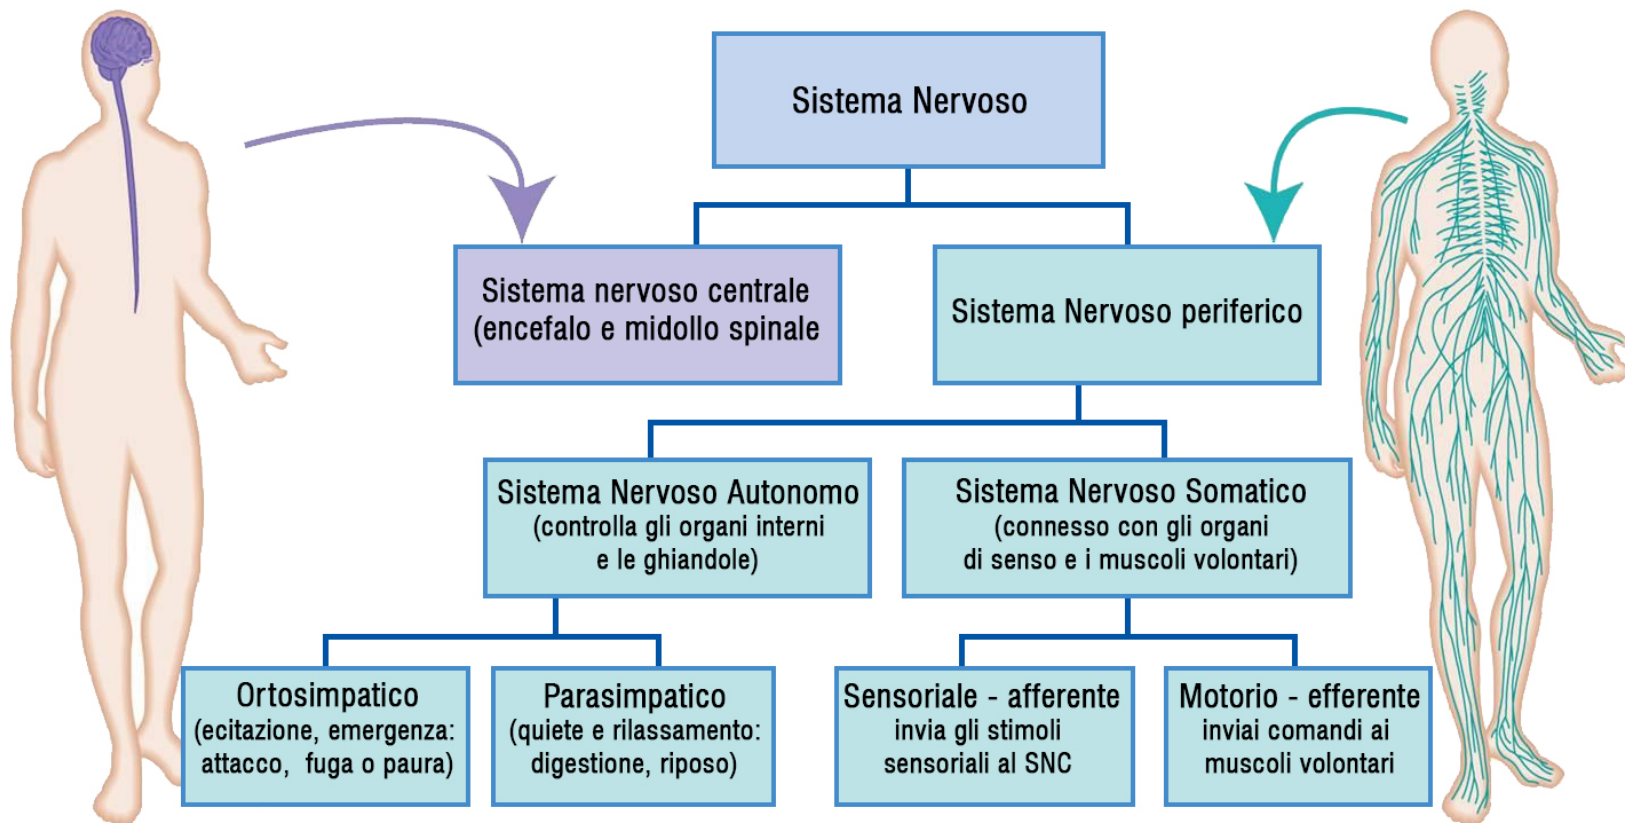 Sistema Nervoso
Sistema nervoso centrale
(encefalo e midollo spinale
Sistema Nervoso periferico
Sistema Nervoso Autonomo
(controlla gli organi interni
e le ghiandole)
Sistema Nervoso Somatico
(connesso con gli organi
di senso e i muscoli volontari)
Ortosimpatico
(ecitazione, emergenza:
attacco, fuga o paura)
Parasimpatico
(quiete e rilassamento:
digestione, riposo)
Sensoriale - afferente
invia gli stimoli
sensoriali al SNC
Motorio - efferente
inviai comandi ai
muscoli volontari